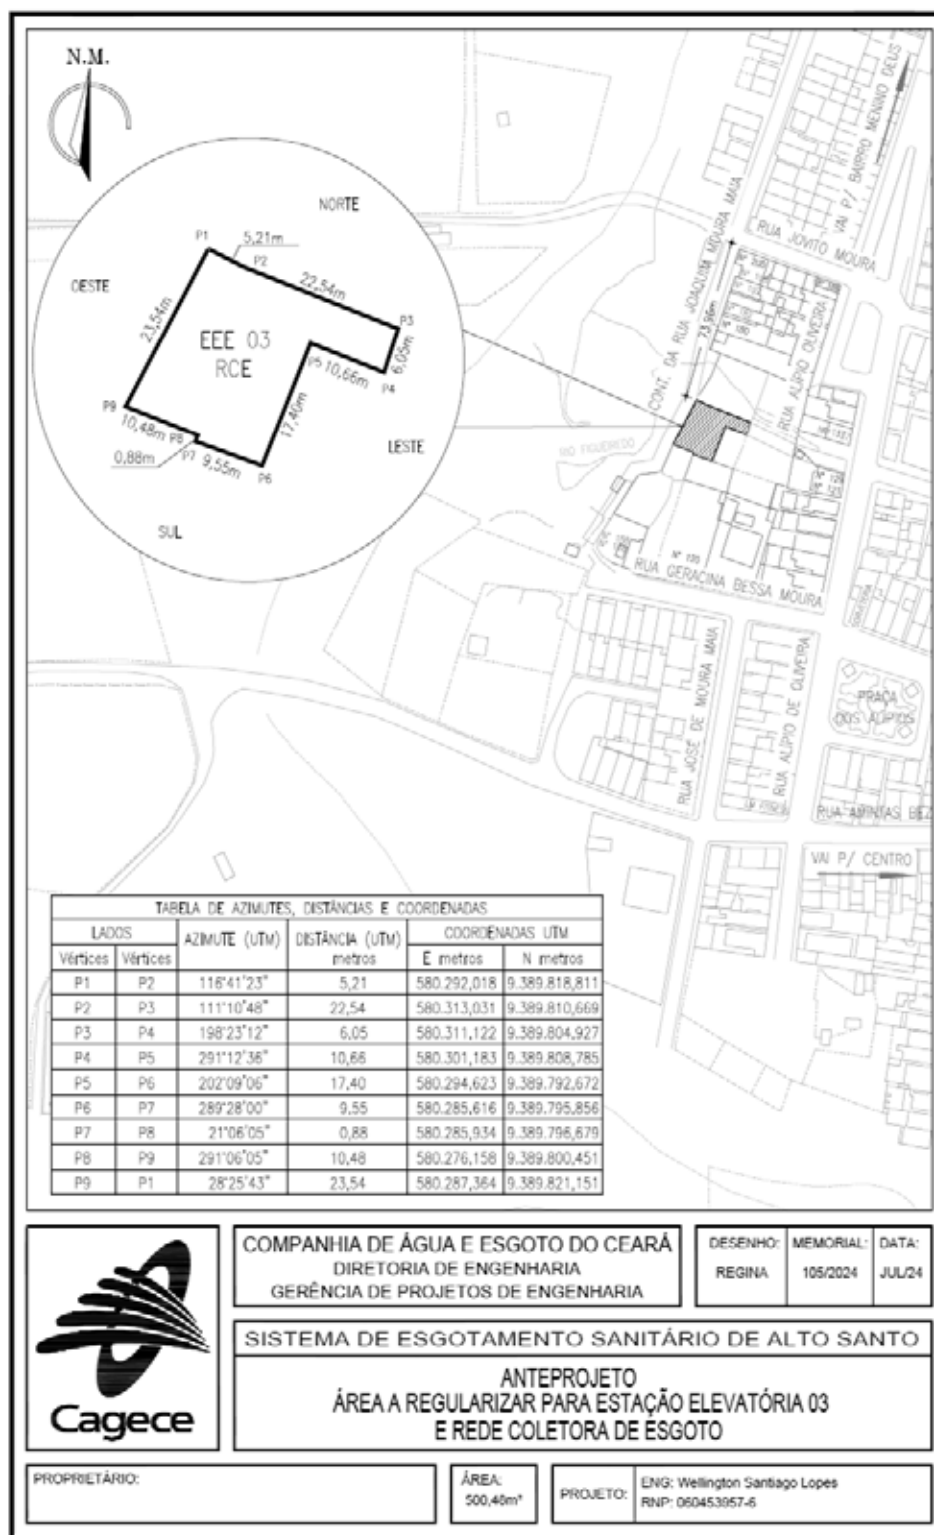 N.M.
NORTE
P1
5,21m
P2
OESTE
22,54m
23,54m
P3
EEE 03
RCE
6,05m
P5
10,66m
P4
P9
10,48m
P8
17,40m
0,88m
P7
9,55m
P6
LESTE
SUL
VAI P/ BAIRRO MENINO DEUS
CONT. DA RUA JOAQUIM MOURA MAIA
RUA JOVITO MOURA
73,96m
RUA ALÍPIO OLIVEIRA
RIO FIGUEREDO
RUA GERACINA BESSA MOURA
RUA JOSÉ DE MOURA MAIA
RUA ALÍPIO DE OLIVEIRA
PRAÇA
DOS ALÍPIOS
RUA AMINTAS BEZ
VAI P/ CENTRO
TABELA DE AZIMUTES, DISTÂNCIAS E COORDENADAS
LADOS AZIMUTE (UTM) DISTÂNCIA (UTM) metros COORDENADAS UTM
Vértices Vértices E metros N metros
P1 P2 116°41'23" 5,21 580.292,018 9.389.818,811
P2 P3 111°10'48" 22,54 580.313,031 9.389.810,669
P3 P4 198°23'12" 6,05 580.311,122 9.389.804,927
P4 P5 291°12'36" 10,66 580.301,183 9.389.808,785
P5 P6 202°09'06" 17,40 580.294,623 9.389.792,672
P6 P7 289°28'00" 9,55 580.285,616 9.389.795,856
P7 P8 21°06'05" 0,88 580.285,934 9.389.796,679
P8 P9 291°06'05" 10,48 580.276,158 9.389.800,451
P9 P1 28°25'43" 23,54 580.287,364 9.389.821,151
Cagece
COMPANHIA DE ÁGUA E ESGOTO DO CEARÁ
DIRETORIA DE ENGENHARIA
GERÊNCIA DE PROJETOS DE ENGENHARIA
DESENHO: MEMORIAL: DATA:
REGINA 105/2024 JUL/24
SISTEMA DE ESGOTAMENTO SANITÁRIO DE ALTO SANTO
ANTEPROJETO
ÁREA A REGULARIZAR PARA ESTAÇÃO ELEVATÓRIA 03
E REDE COLETORA DE ESGOTO
PROPRIETÁRIO:
ÁREA:
500,46m²
PROJETO:
ENG: Wellington Santiago Lopes
RNP: 060453957-6